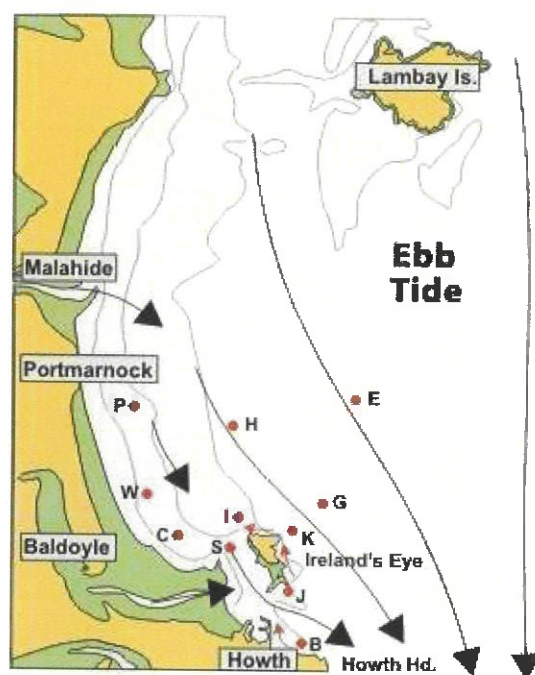 Lambay Is.
Ebb
Tide
Malahide
Portmarnock
P
E
H
W
G
I
C
K
S
Baldoyle
Ireland's Eye
J
B
Howth
Howth Hd.